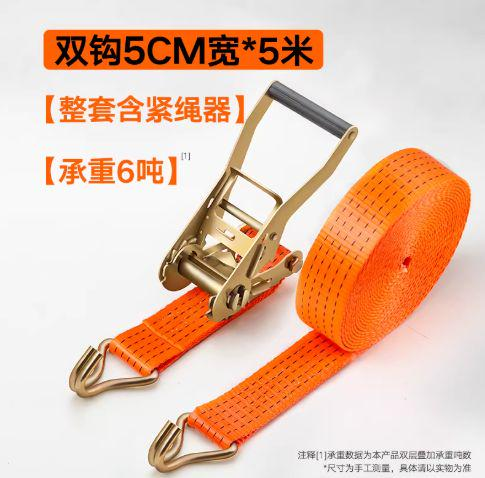 双钩5CM宽*5米
【整套含紧绳器】
【承重6吨】[1]
注释[1]承重数据为本产品双层叠加承重吨数
*尺寸为手工测量，具体请以实物为准